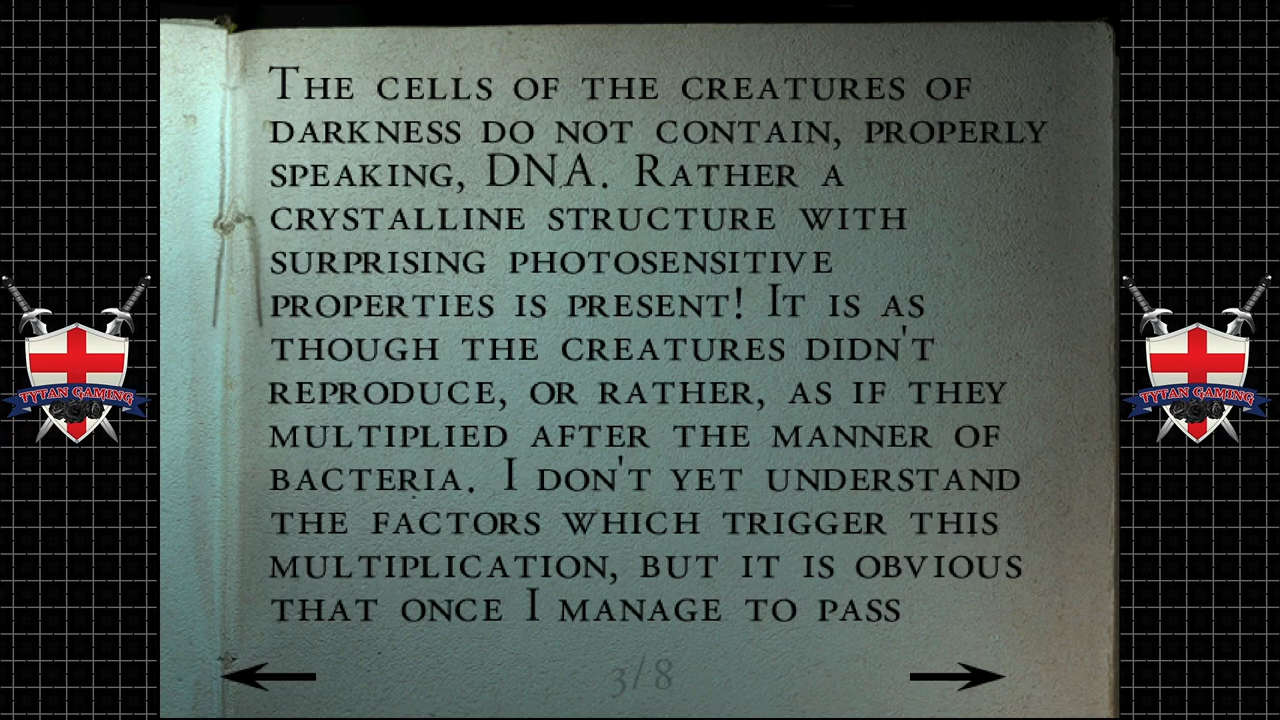 The cells of the creatures of
darkness do not contain, properly
speaking, DNA. Rather a
crystalline structure with
surprising photosensitive
properties is present! It is as
though the creatures didn't
reproduce, or rather, as if they
multiplied after the manner of
bacteria. I don't yet understand
the factors which trigger this
multiplication, but it is obvious
that once I manage to pass
3/8
TYTAN GAMING
TYTAN GAMING